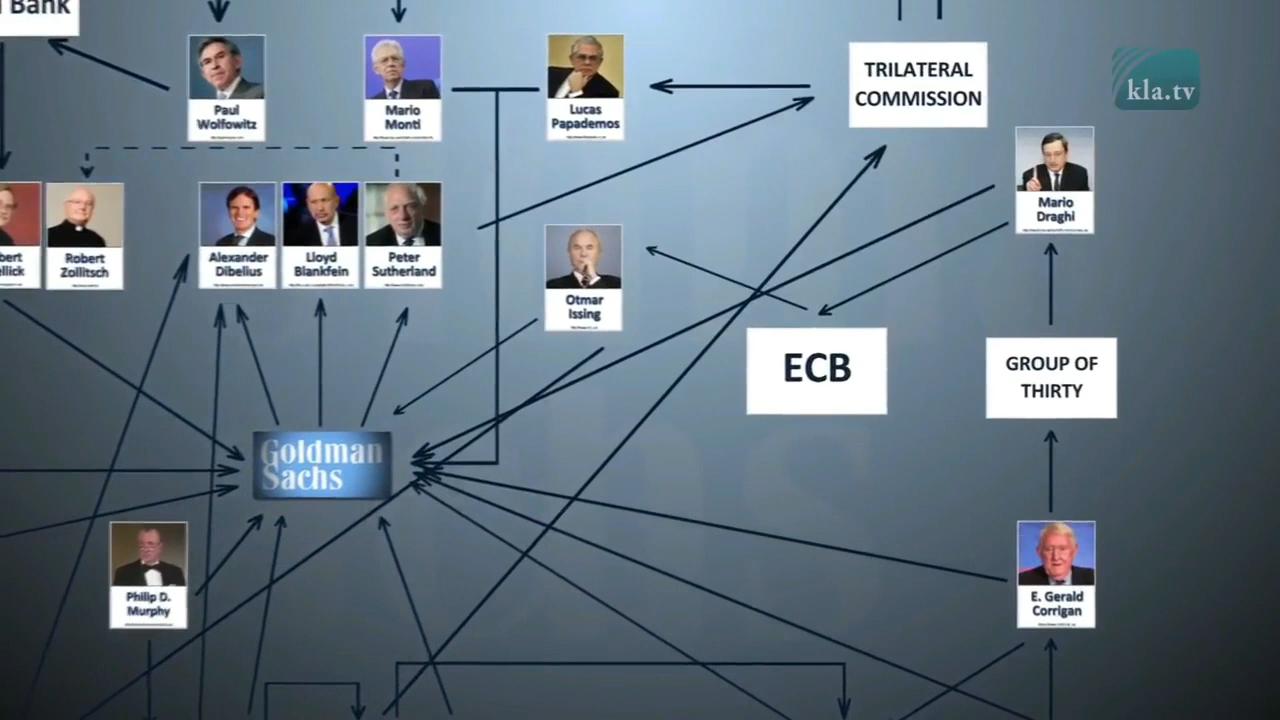 Bank
Paul
Wolfowitz
Mario
Monti
Lucas
Papademos
TRILATERAL
COMMISSION
kla.tv
Mario
Draghi
Robert
Zollitsch
Alexander
Dibelius
Lloyd
Blankfein
Peter
Sutherland
Otmar
Issing
ECB
GROUP OF
THIRTY
Goldman
Sachs
Philip D.
Murphy
E. Gerald
Corrigan